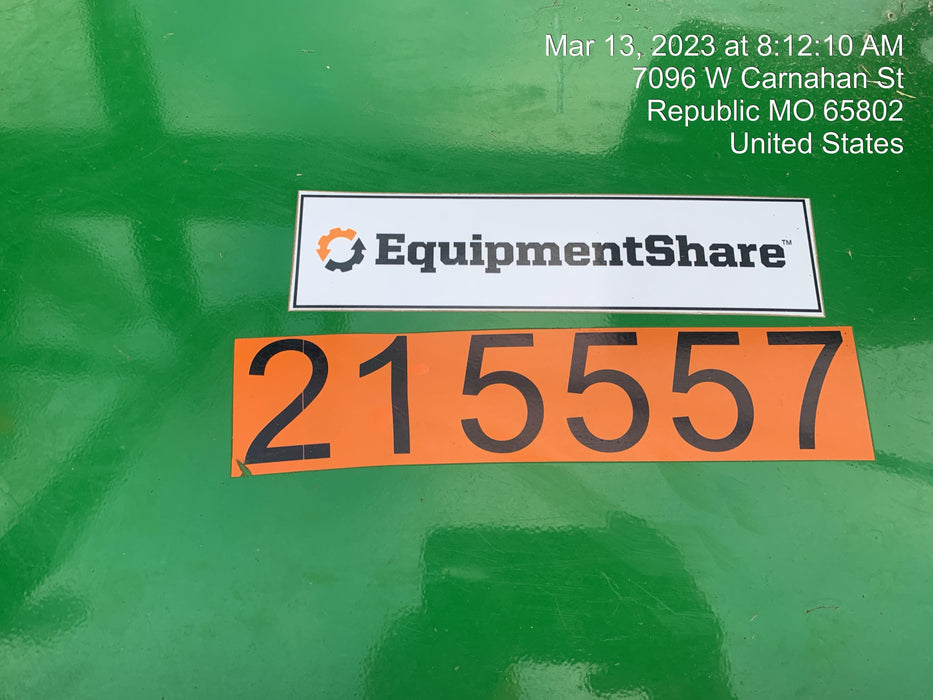 Mar 13, 2023 at 8:12:10 AM
7096 W Carnahan St
Republic MO 65802
United States
EquipmentShare™
215557